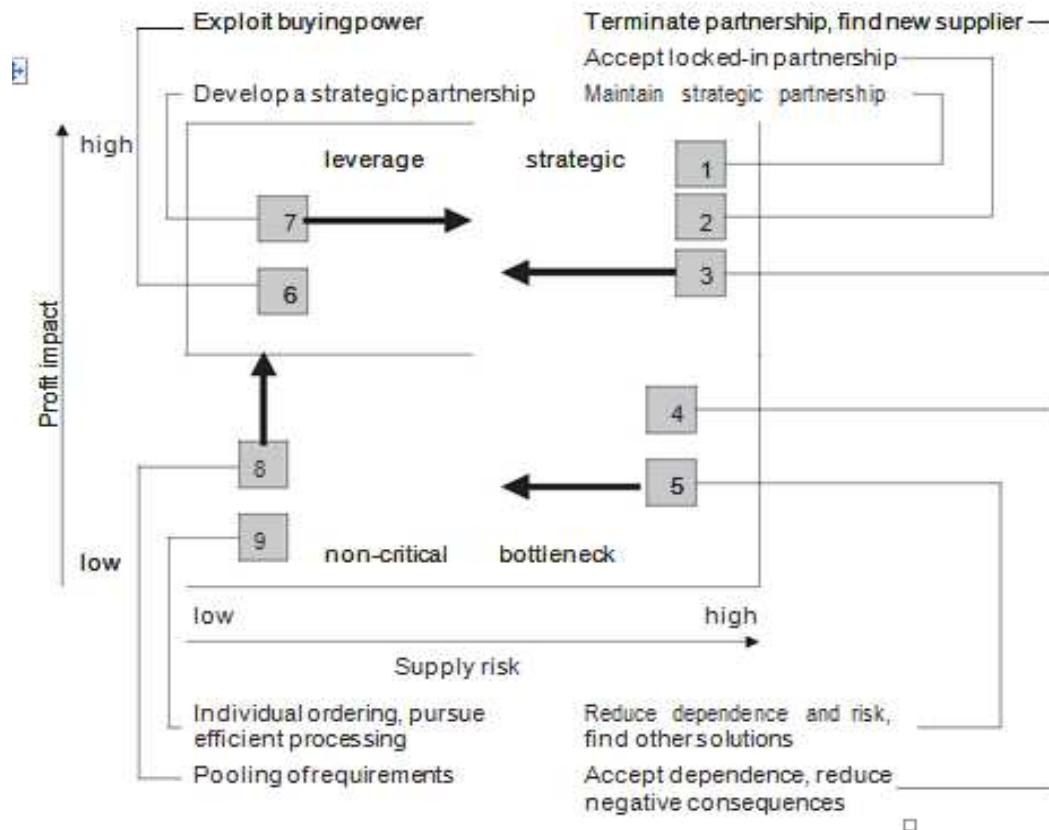 Exploit buying power
Terminate partnership, find new supplier
Accept locked-in partnership
Develop a strategic partnership
Maintain strategic partnership
high
leverage
strategic
1
7
2
3
6
Profit impact
4
8
5
9
low
non-critical
bottleneck
low
high
Supply risk
Individual ordering, pursue
efficient processing
Reduce dependence and risk,
find other solutions
Pooling of requirements
Accept dependence, reduce
negative consequences